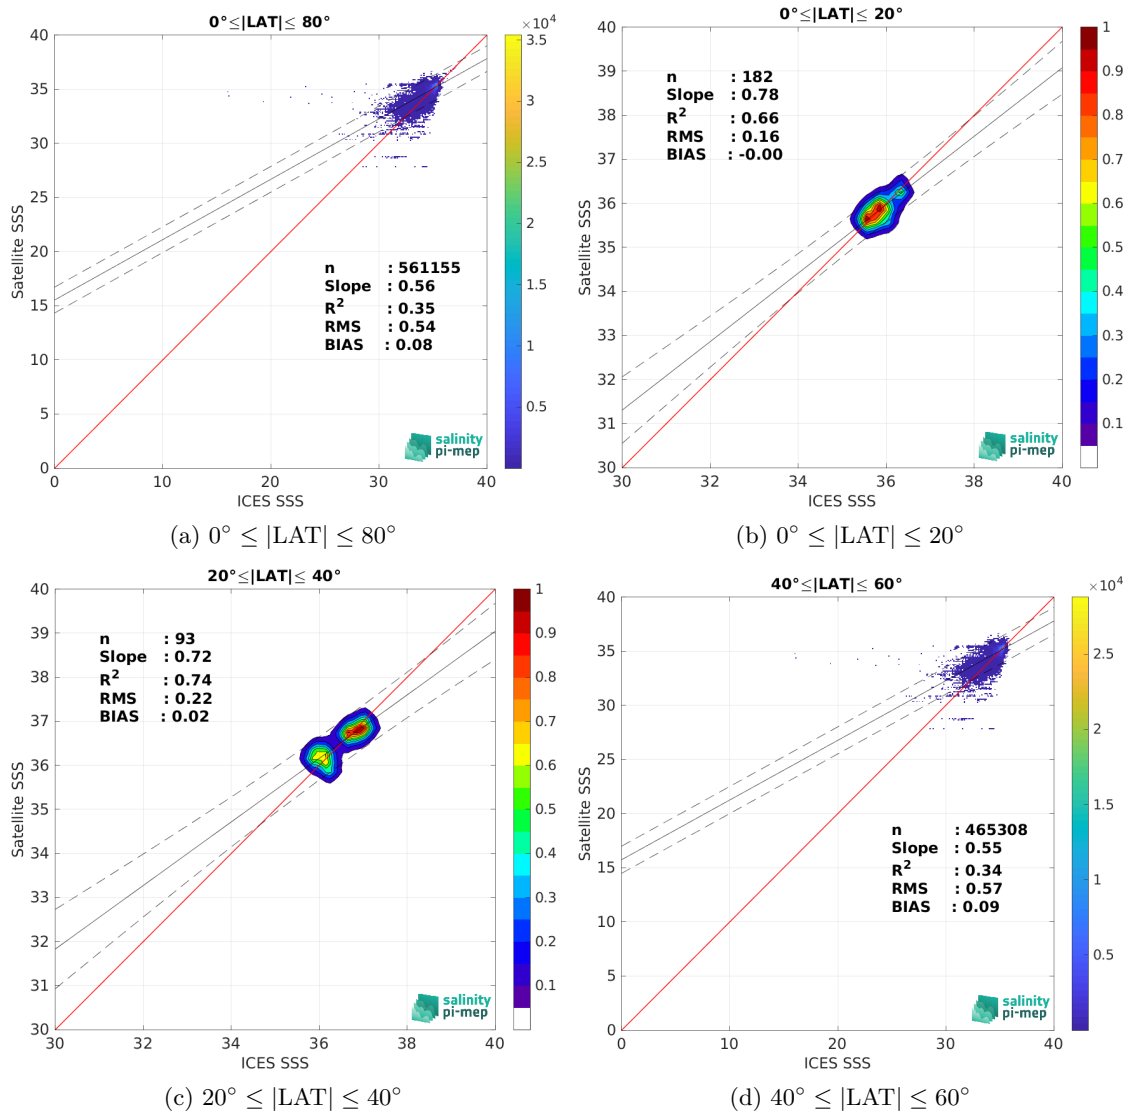 0°≤|LAT|≤ 80°
×10⁴
40
35
30
25
20
15
10
5
0
0 10 20 30 40
3.5
3
2.5
2
1.5
1
0.5
Satellite SSS
ICES SSS
n : 561155
Slope : 0.56
R² : 0.35
RMS : 0.54
BIAS : 0.08
salinity
pi-mep
(a) 0° ≤ |LAT| ≤ 80°
0°≤|LAT|≤ 20°
40
39
38
37
36
35
34
33
32
31
30
30 32 34 36 38 40
1
0.9
0.8
0.7
0.6
0.5
0.4
0.3
0.2
0.1
Satellite SSS
ICES SSS
n : 182
Slope : 0.78
R² : 0.66
RMS : 0.16
BIAS : -0.00
salinity
pi-mep
(b) 0° ≤ |LAT| ≤ 20°
20°≤|LAT|≤ 40°
40
39
38
37
36
35
34
33
32
31
30
30 32 34 36 38 40
1
0.9
0.8
0.7
0.6
0.5
0.4
0.3
0.2
0.1
Satellite SSS
ICES SSS
n : 93
Slope : 0.72
R² : 0.74
RMS : 0.22
BIAS : 0.02
salinity
pi-mep
(c) 20° ≤ |LAT| ≤ 40°
40°≤|LAT|≤ 60°
×10⁴
40
35
30
25
20
15
10
5
0
0 10 20 30 40
2.5
2
1.5
1
0.5
Satellite SSS
ICES SSS
n : 465308
Slope : 0.55
R² : 0.34
RMS : 0.57
BIAS : 0.09
salinity
pi-mep
(d) 40° ≤ |LAT| ≤ 60°